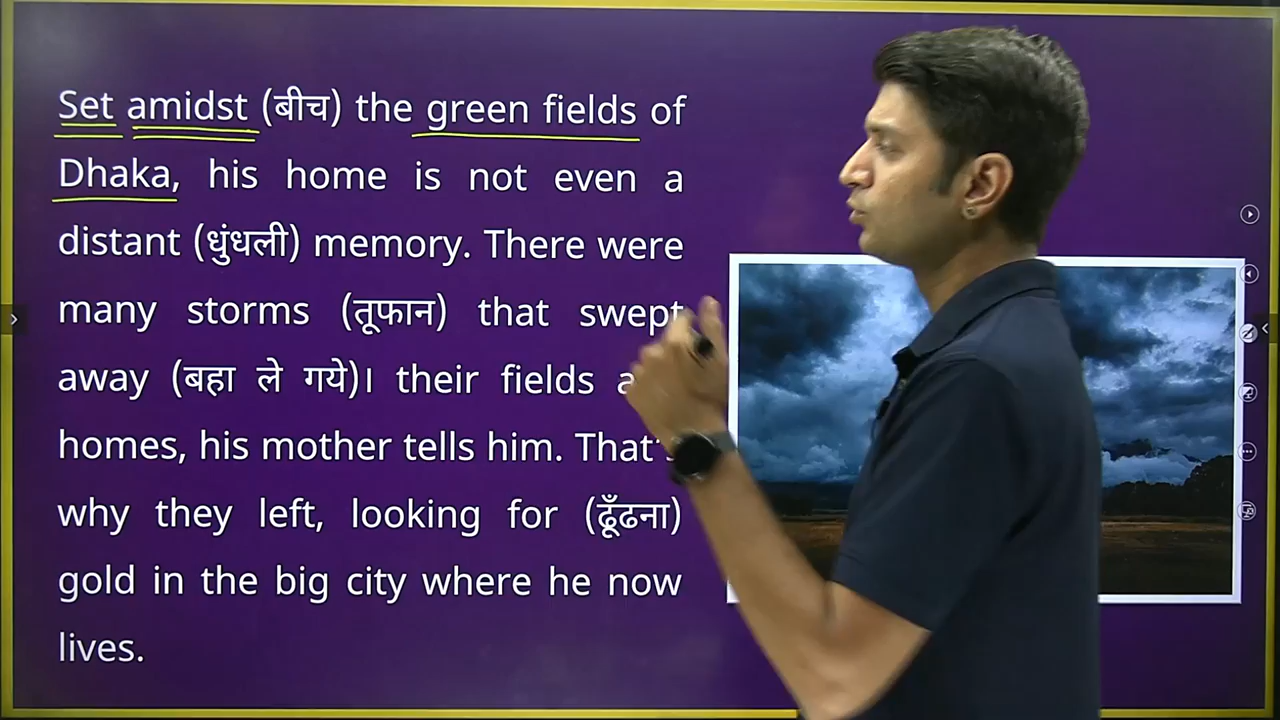 Set amidst (बीच) the green fields of
Dhaka, his home is not even a
distant (धुंधली) memory. There were
many storms (तूफान) that swept
away (बहा ले गये)। their fields
homes, his mother tells him. That's
why they left, looking for (ढूँढना)
gold in the big city where he now
lives.